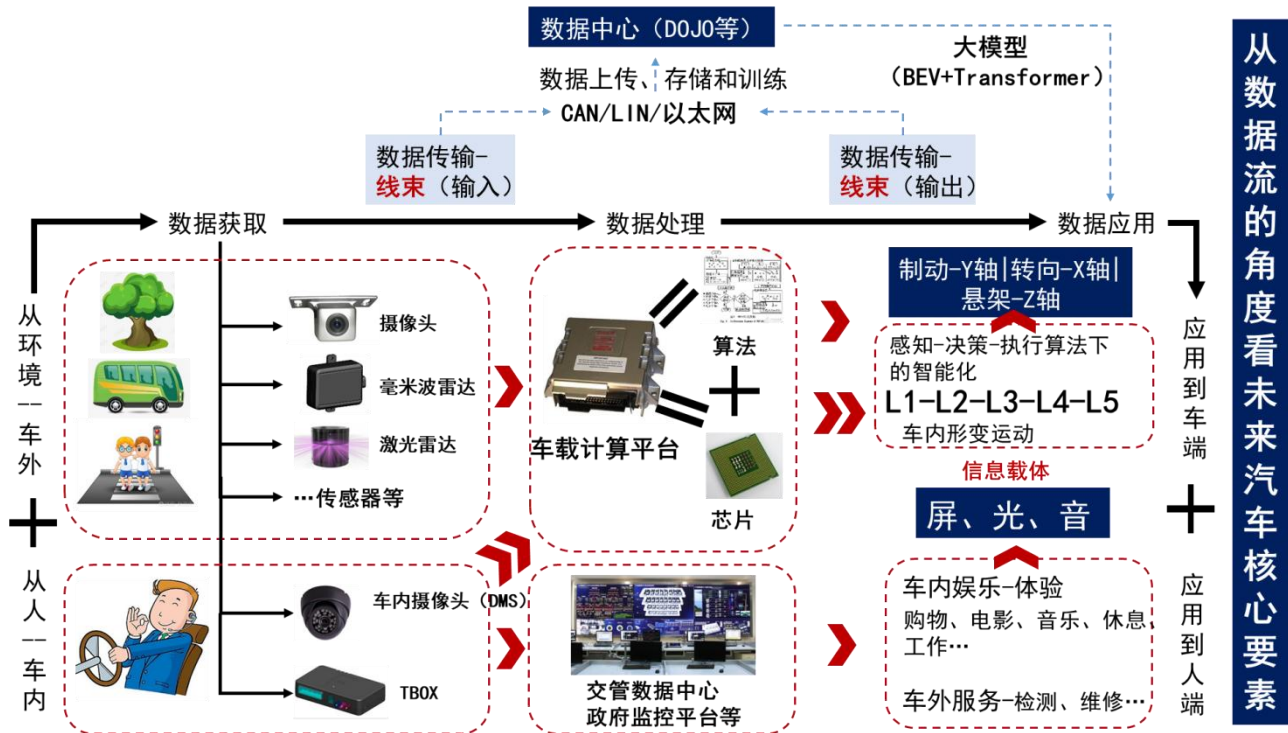 数据中心（DOJO等）
大模型
（BEV+Transformer）
数据上传、存储和训练
CAN/LIN/以太网
数据传输-
线束（输入）
数据传输-
线束（输出）
数据获取
数据处理
数据应用
从环境--车外
从人--车内
摄像头
毫米波雷达
激光雷达
…传感器等
车内摄像头（DMS）
TBOX
车载计算平台
算法
芯片
交管数据中心
政府监控平台等
制动-Y轴|转向-X轴|
悬架-Z轴
感知-决策-执行算法下
的智能化
L1-L2-L3-L4-L5
车内形变运动
信息载体
屏、光、音
车内娱乐-体验
购物、电影、音乐、休息、
工作…
车外服务-检测、维修…
应用到车端
应用到人端
从数据流的角度看未来汽车核心要素